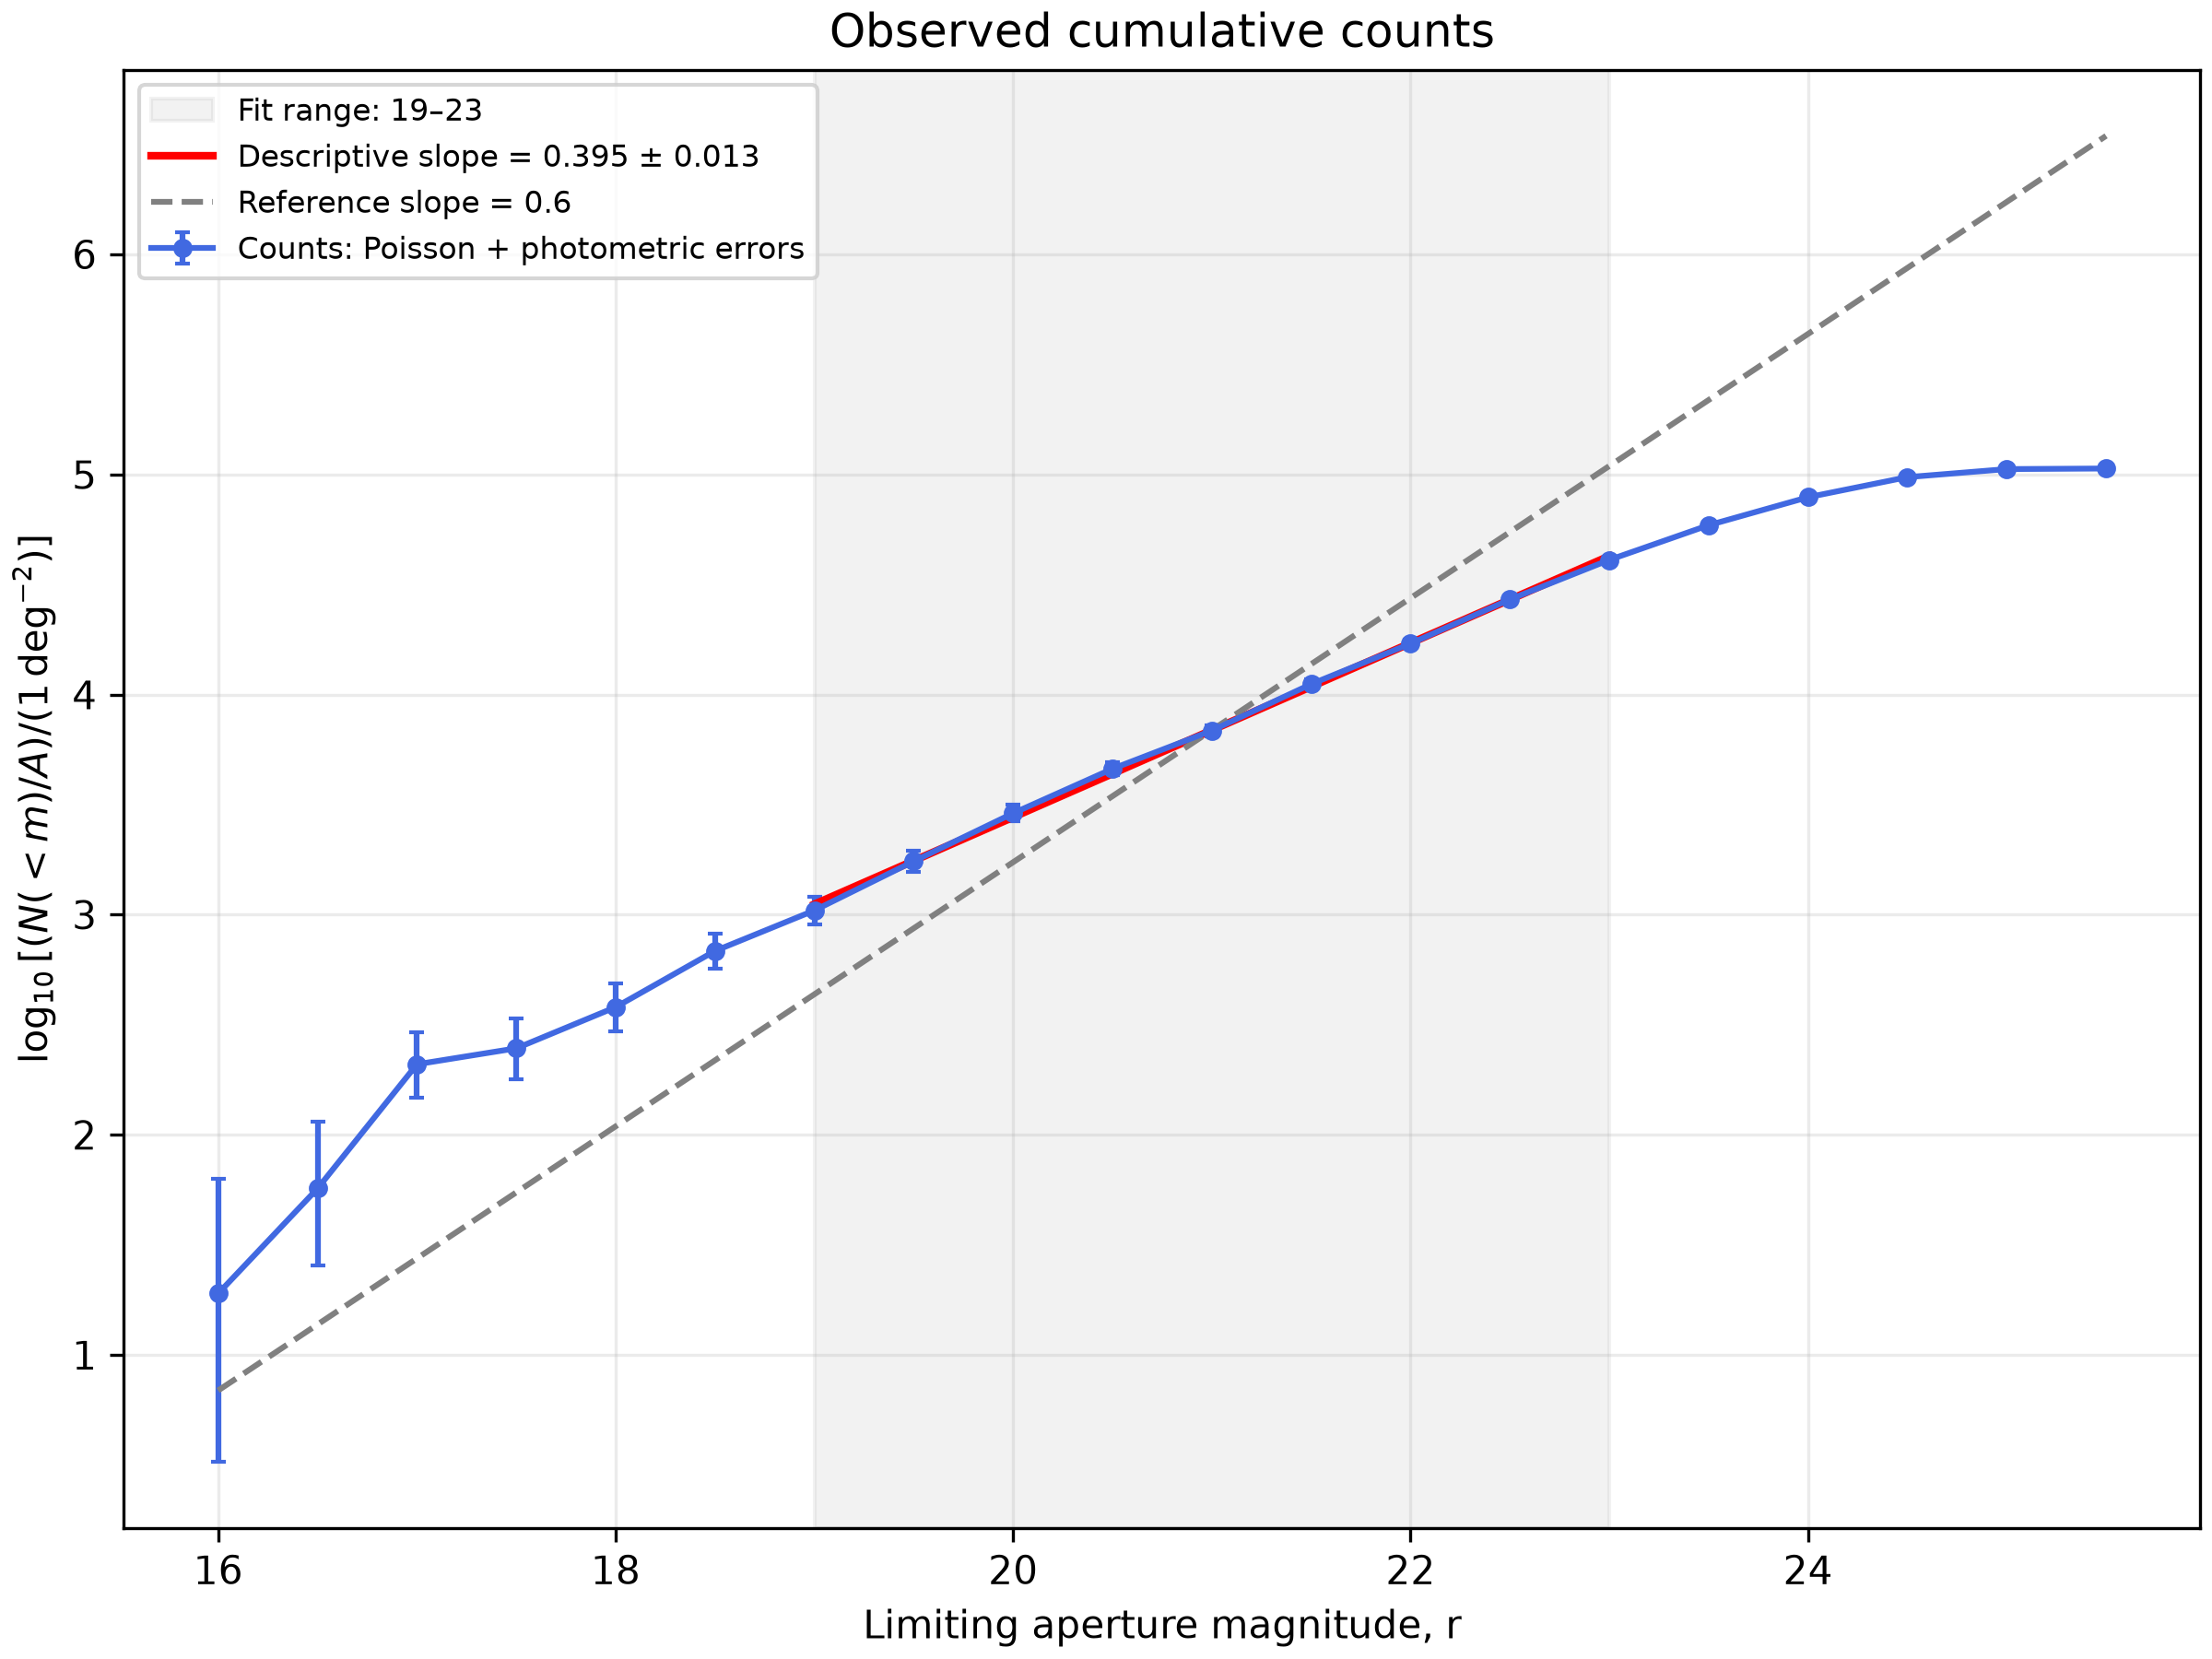 Observed cumulative counts
Fit range: 19–23
Descriptive slope = 0.395 ± 0.013
Reference slope = 0.6
Counts: Poisson + photometric errors
log₁₀[(N(<m)/A)/(1 deg⁻²)]
6
5
4
3
2
1
16 18 20 22 24
Limiting aperture magnitude, r